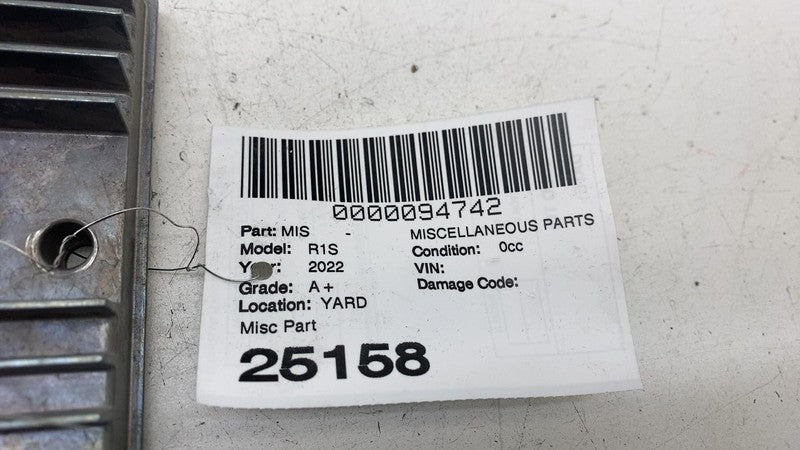 0000094742
Part: MIS - MISCELLANEOUS PARTS
Model: R1S Condition: 0cc
Year: 2022 VIN:
Grade: A+ Damage Code:
Location: YARD
Misc Part
25158